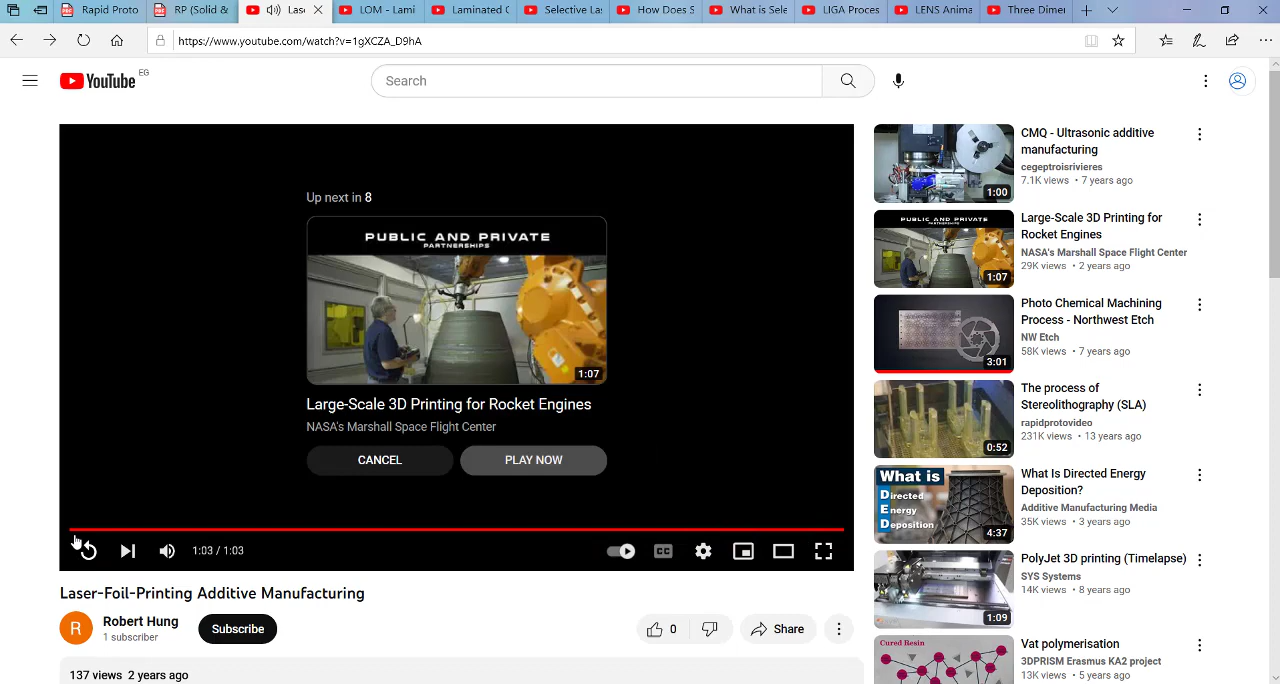 Rapid Proto
RP (Solid &
Lase
LOM - Lami
Laminated O
Selective La
How Does S
What is Sele
LIGA Proces
LENS Anima
Three Dimen
https://www.youtube.com/watch?v=1gXCZA_D9hA
YouTube EG
Search
Up next in 8
PUBLIC AND PRIVATE
PARTNERSHIPS
1:07
Large-Scale 3D Printing for Rocket Engines
NASA's Marshall Space Flight Center
CANCEL
PLAY NOW
1:03 / 1:03
CC
Laser-Foil-Printing Additive Manufacturing
R
Robert Hung
1 subscriber
Subscribe
0
Share
137 views 2 years ago
1:00
CMQ - Ultrasonic additive
manufacturing
cegeptroisrivieres
7.1K views • 7 years ago
PUBLIC AND PRIVATE
PARTNERSHIPS
1:07
Large-Scale 3D Printing for
Rocket Engines
NASA's Marshall Space Flight Center
29K views • 2 years ago
3:01
Photo Chemical Machining
Process - Northwest Etch
NW Etch
58K views • 7 years ago
0:52
The process of
Stereolithography (SLA)
rapidprotovideo
231K views • 13 years ago
What is
Directed
Energy
Deposition
4:37
What Is Directed Energy
Deposition?
Additive Manufacturing Media
35K views • 3 years ago
1:09
PolyJet 3D printing (Timelapse)
SYS Systems
14K views • 8 years ago
Cured Resin
Vat polymerisation
3DPRISM Erasmus KA2 project
13K views • 5 years ago